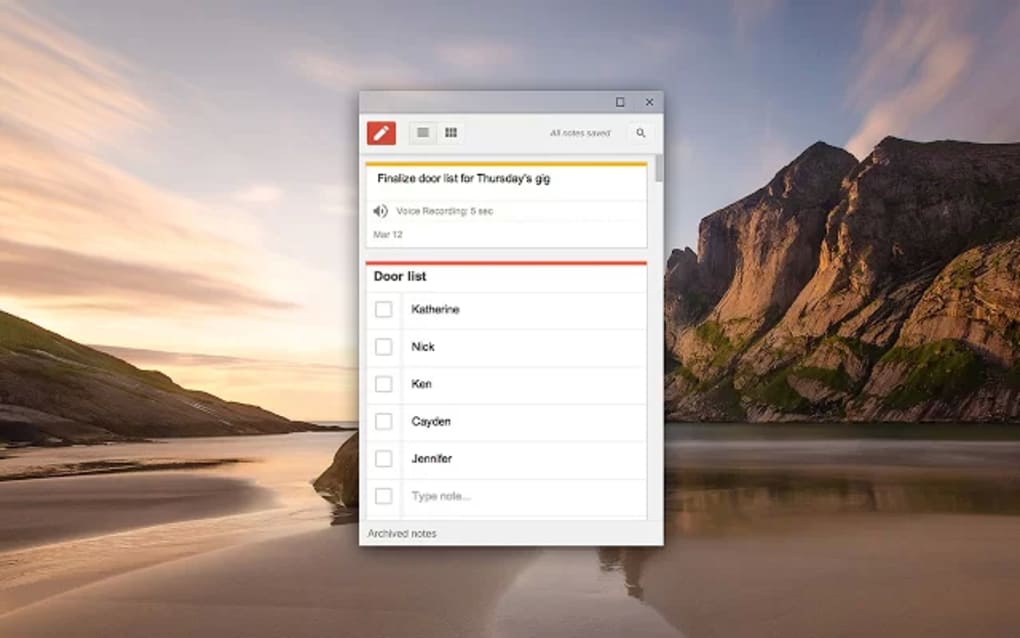 All notes saved
Finalize door list for Thursday's gig
Voice Recording: 5 sec
Mar 12
Door list
Katherine
Nick
Ken
Cayden
Jennifer
Type note...
Archived notes